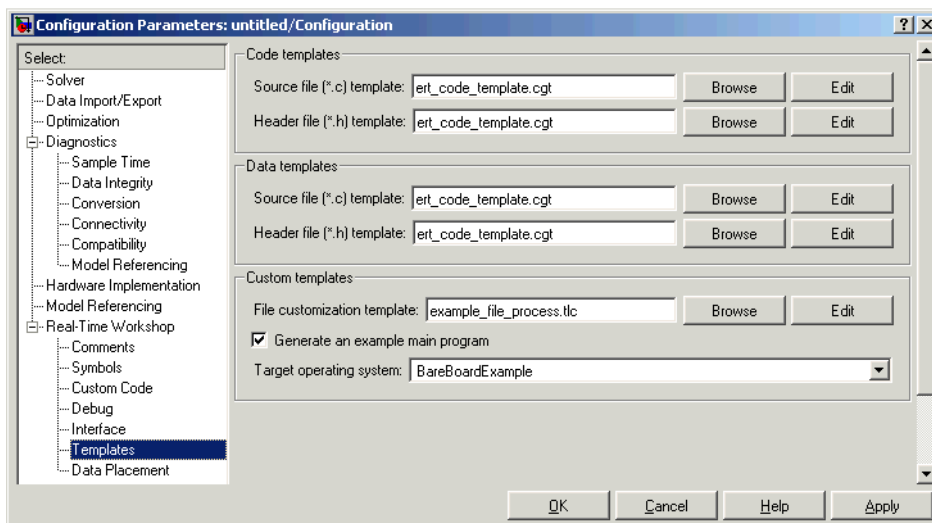 Configuration Parameters: untitled/Configuration
Select:
Solver
Data Import/Export
Optimization
Diagnostics
Sample Time
Data Integrity
Conversion
Connectivity
Compatibility
Model Referencing
Hardware Implementation
Model Referencing
Real-Time Workshop
Comments
Symbols
Custom Code
Debug
Interface
Templates
Data Placement
Code templates
Source file (*.c) template: ert_code_template.cgt Browse Edit
Header file (*.h) template: ert_code_template.cgt Browse Edit
Data templates
Source file (*.c) template: ert_code_template.cgt Browse Edit
Header file (*.h) template: ert_code_template.cgt Browse Edit
Custom templates
File customization template: example_file_process.tlc Browse Edit
Generate an example main program
Target operating system: BareBoardExample
OK Cancel Help Apply